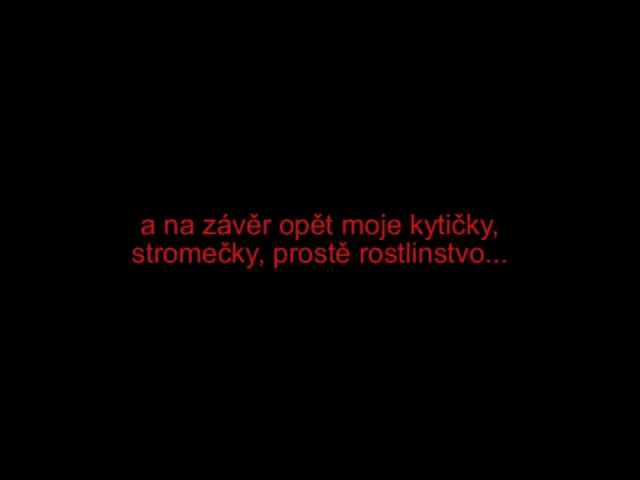 a na závěr opět moje kytičky,
stromečky, prostě rostlinstvo...